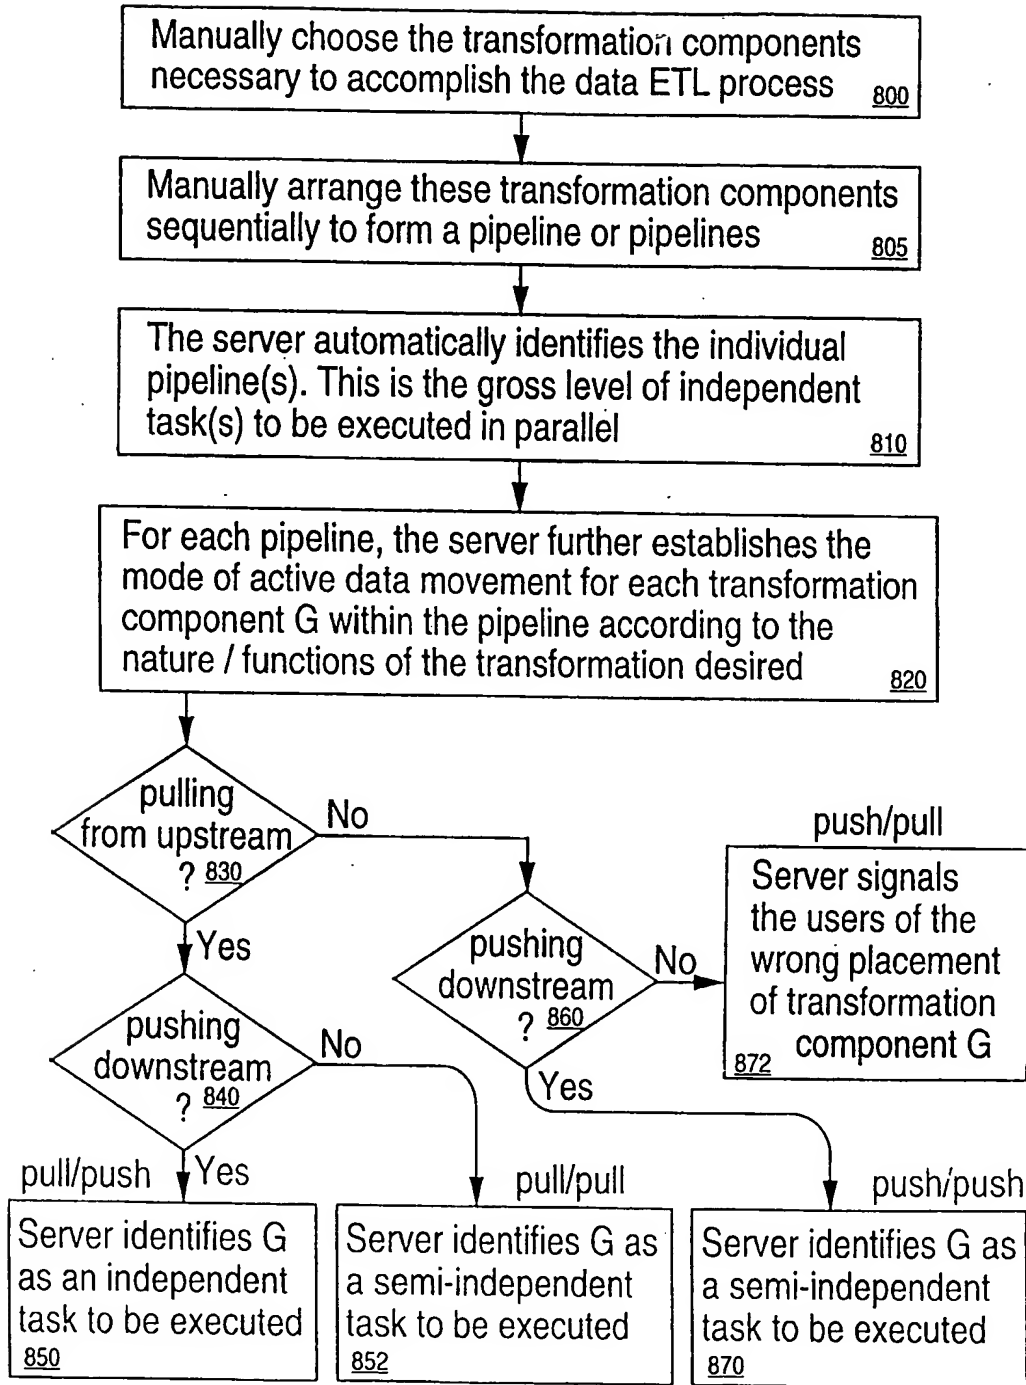 Manually choose the transformation components
necessary to accomplish the data ETL process 800
Manually arrange these transformation components
sequentially to form a pipeline or pipelines 805
The server automatically identifies the individual
pipeline(s). This is the gross level of independent
task(s) to be executed in parallel 810
For each pipeline, the server further establishes the
mode of active data movement for each transformation
component G within the pipeline according to the
nature / functions of the transformation desired 820
pulling
from upstream
? 830
No
Yes
pushing
downstream
? 860
No
Yes
push/pull
Server signals
the users of the
wrong placement
of transformation
component G
872
pushing
downstream
? 840
No
Yes
pull/push
Server identifies G
as an independent
task to be executed
850
pull/pull
Server identifies G as
a semi-independent
task to be executed
852
push/push
Server identifies G as
a semi-independent
task to be executed
870